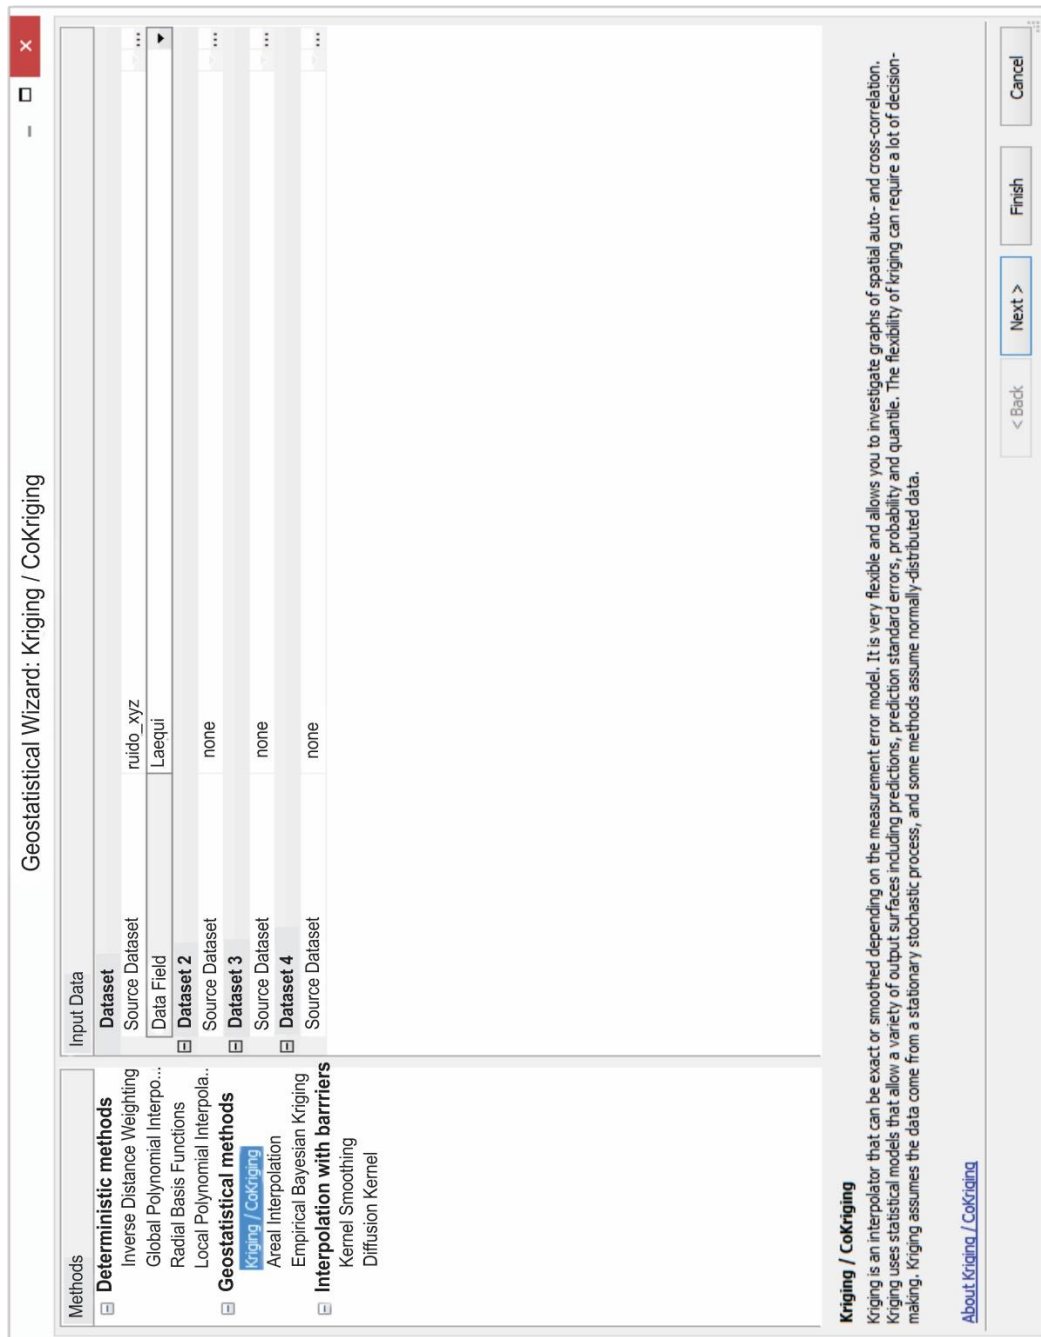 Geostatistical Wizard: Kriging / CoKriging
Methods
Deterministic methods
Inverse Distance Weighting
Global Polynomial Interpo...
Radial Basis Functions
Local Polynomial Interpola..
Geostatistical methods
Kriging / CoKriging
Areal Interpolation
Empirical Bayesian Kriging
Interpolation with barrriers
Kernel Smoothing
Diffusion Kernel
Input Data
Dataset
Source Dataset ruido_xyz ...
Data Field Laequi
Dataset 2
Source Dataset none ...
Dataset 3
Source Dataset none ...
Dataset 4
Source Dataset none ...
Kriging / CoKriging
Kriging is an interpolator that can be exact or smoothed depending on the measurement error model. It is very flexible and allows you to investigate graphs of spatial auto- and cross-correlation.
Kriging uses statistical models that allow a variety of output surfaces including predictions, prediction standard errors, probability and quantile. The flexibility of kriging can require a lot of decision-
making. Kriging assumes the data come from a stationary stochastic process, and some methods assume normally-distributed data.
About Kriging / CoKriging
< Back Next > Finish Cancel